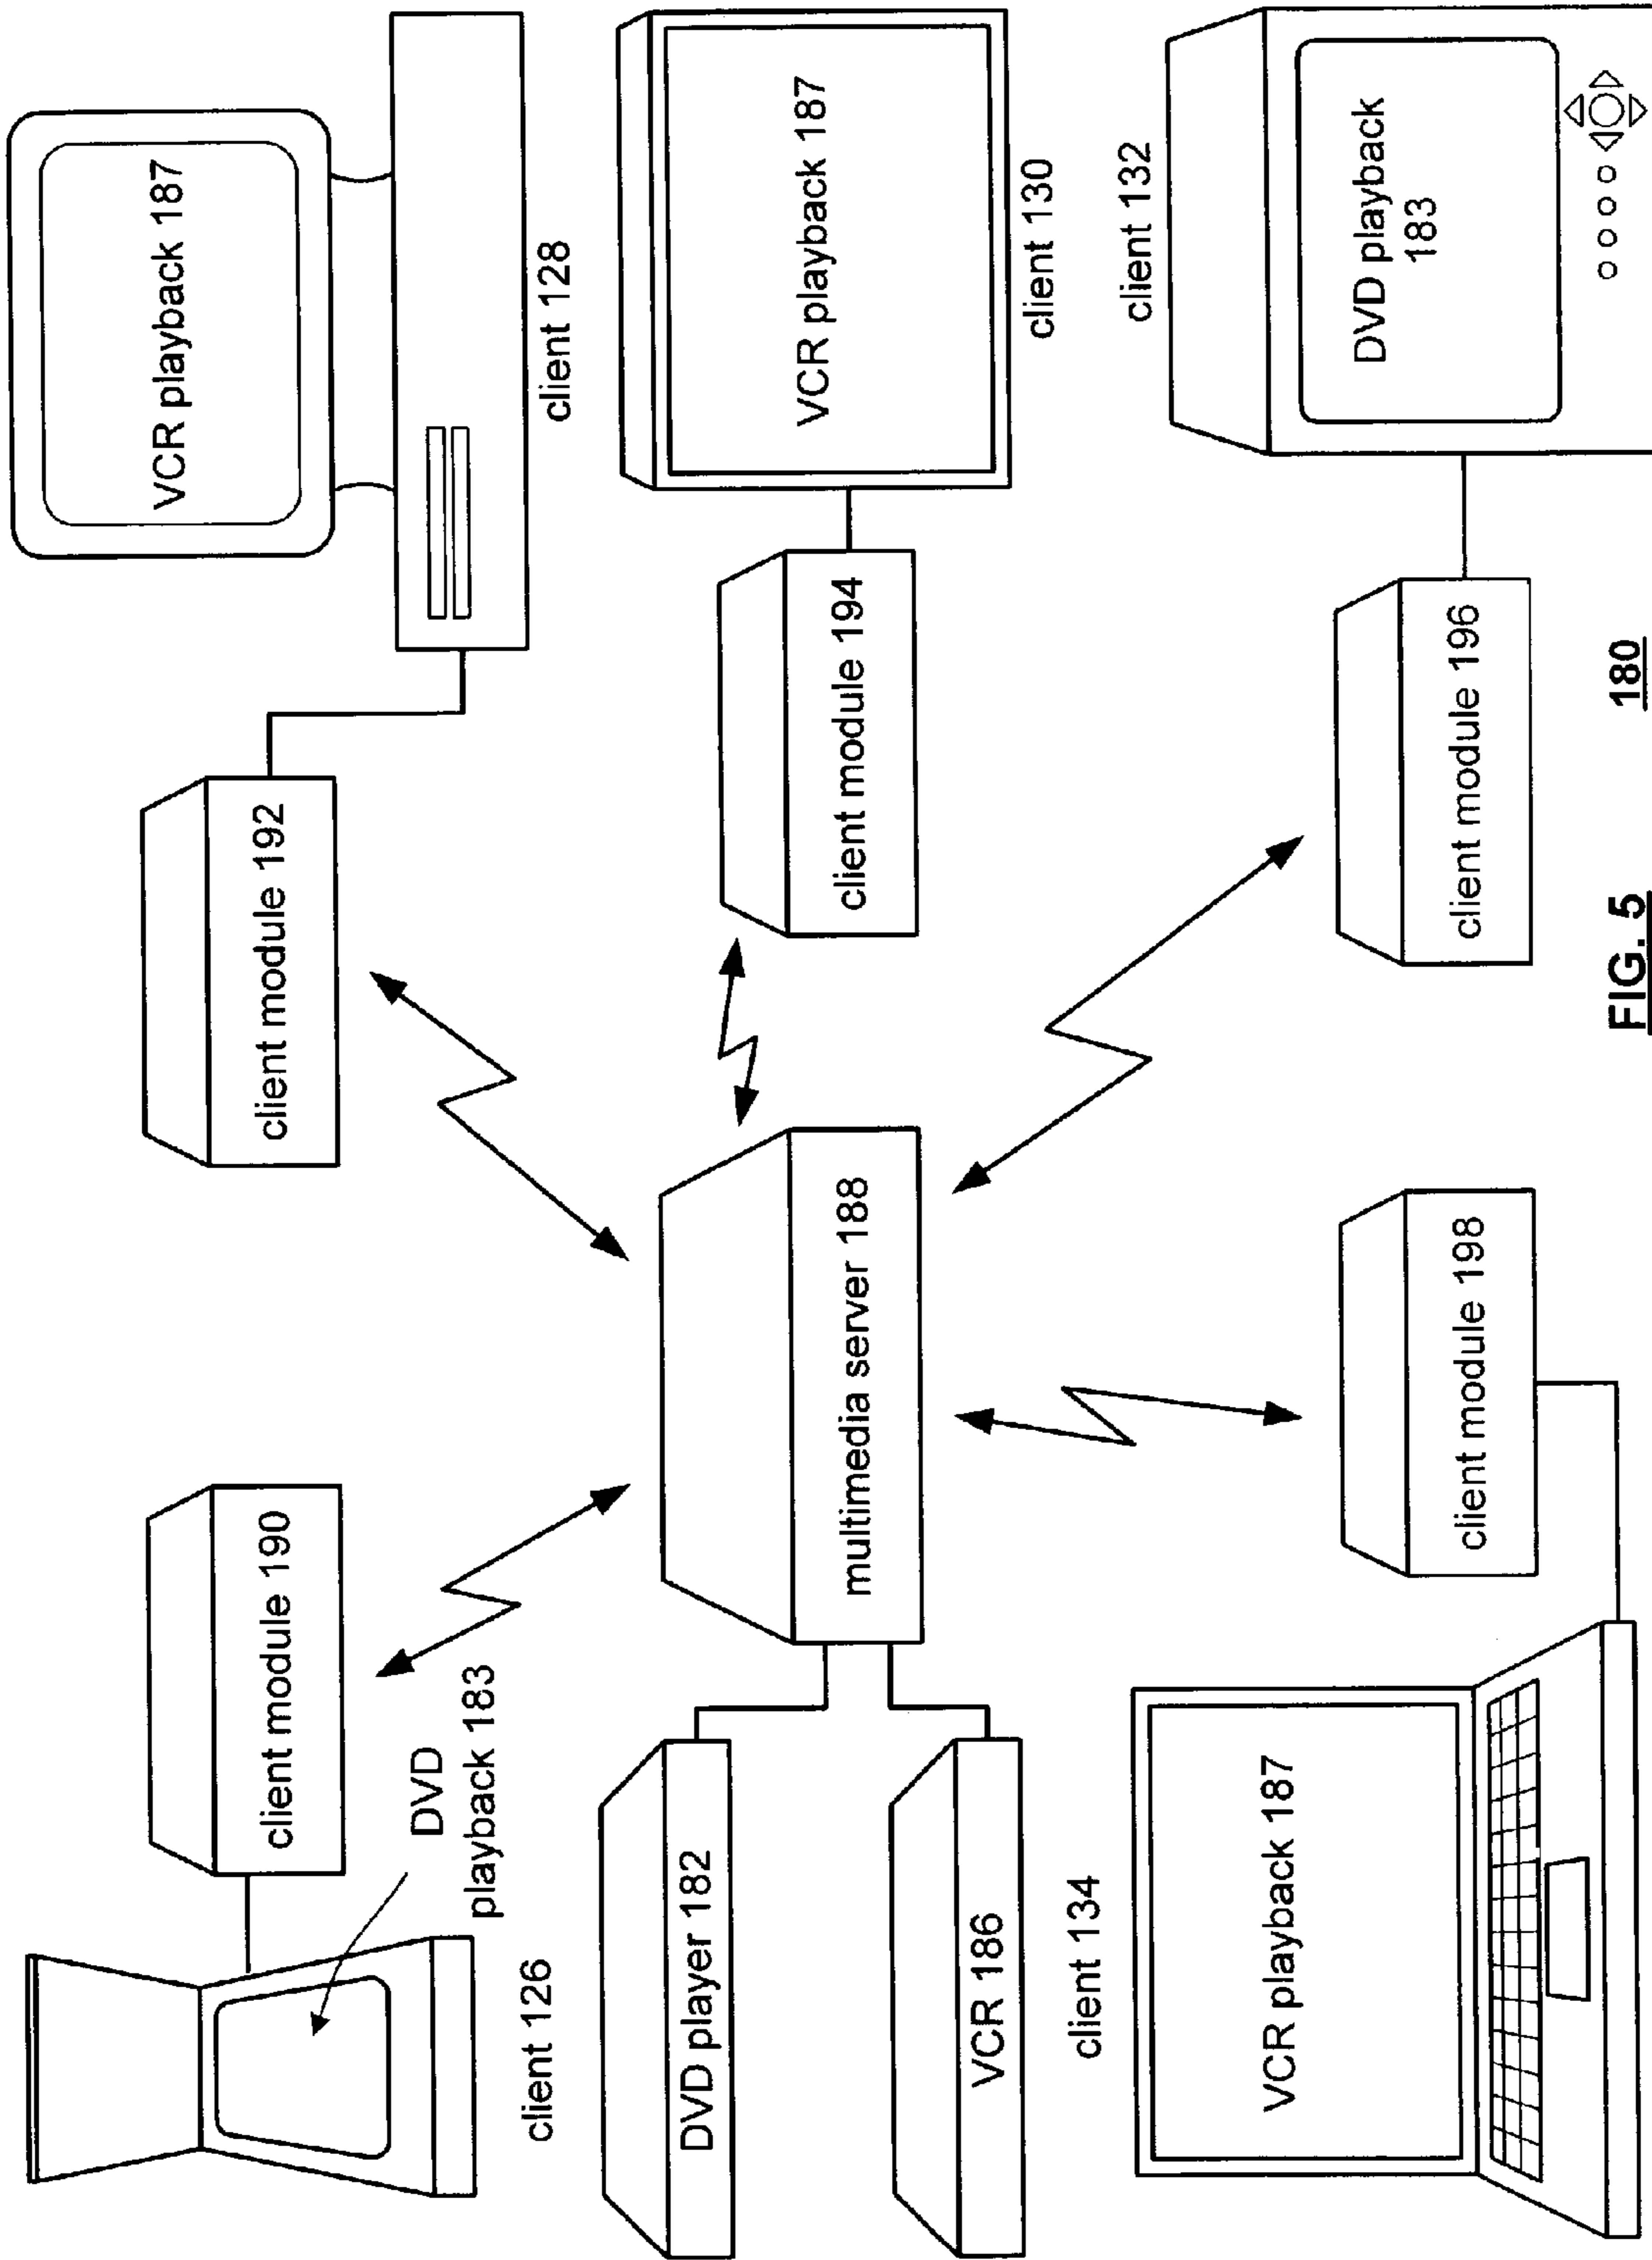 client module 190
DVD
playback 183
client 126
client module 192
VCR playback 187
client 128
DVD player 182
VCR 186
multimedia server 188
client module 194
VCR playback 187
client 130
client 134
VCR playback 187
client module 198
client module 196
client 132
DVD playback
183
FIG. 5
180